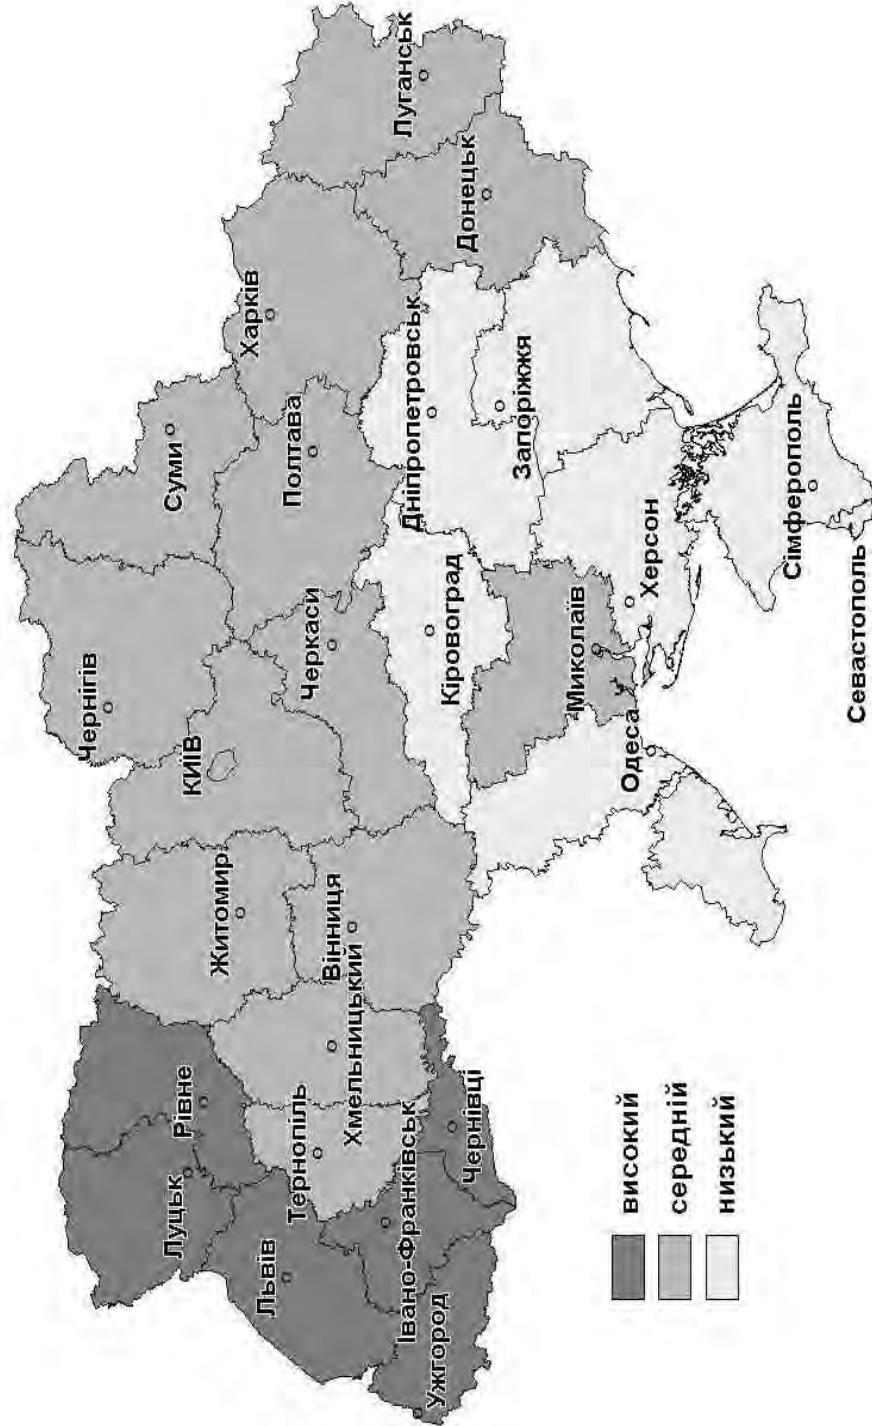 Чернігів
Суми
Луцьк
Рівне
Житомир
КИЇВ
Харків
Львів
Тернопіль
Хмельницький
Вінниця
Черкаси
Полтава
Луганськ
Ужгород
Івано-Франківськ
Чернівці
Кіровоград
Дніпропетровськ
Донецьк
Запоріжжя
Миколаїв
Одеса
Херсон
Сімферополь
Севастополь
високий
середній
низький